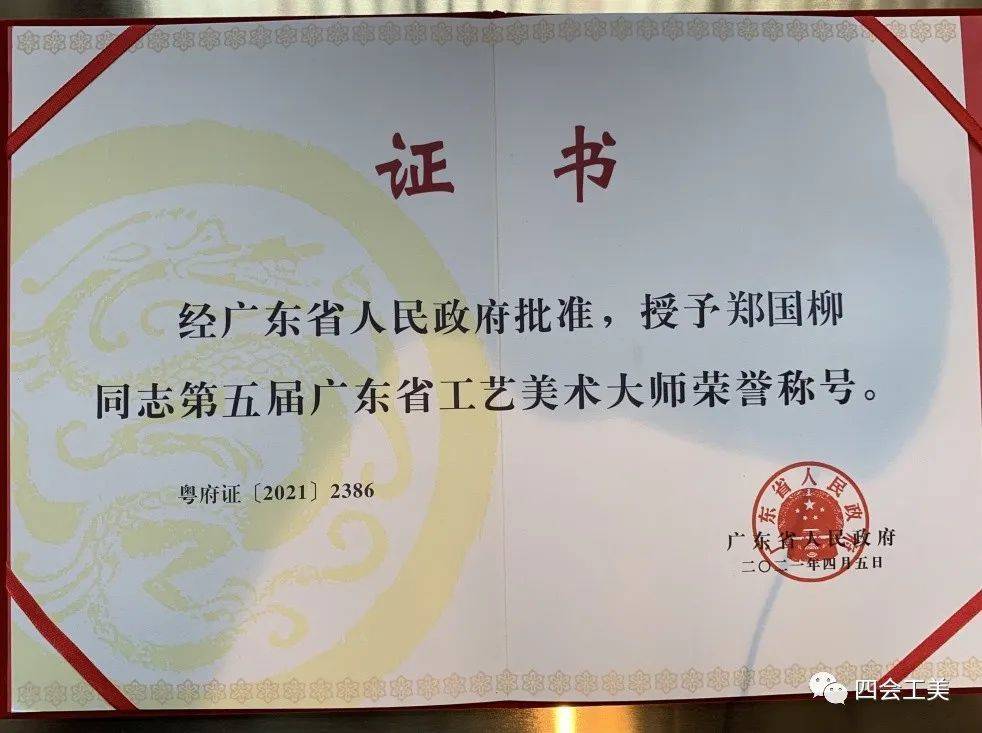 证 书
经广东省人民政府批准，授予郑国柳
同志第五届广东省工艺美术大师荣誉称号。
粤府证〔2021〕2386
广东省人民政府
广东省人民政府
二〇二一年四月五日
四会工美